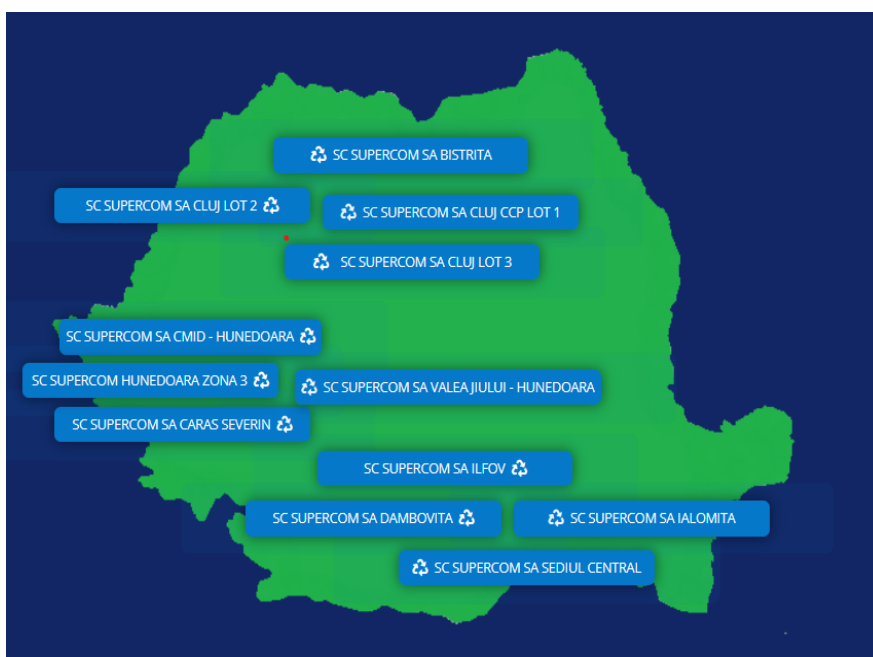 SC SUPERCOM SA BISTRITA
SC SUPERCOM SA CLUJ LOT 2
SC SUPERCOM SA CLUJ CCP LOT 1
SC SUPERCOM SA CLUJ LOT 3
SC SUPERCOM SA CMID - HUNEDOARA
SC SUPERCOM HUNEDOARA ZONA 3
SC SUPERCOM SA VALEA JIULUI - HUNEDOARA
SC SUPERCOM SA CARAS SEVERIN
SC SUPERCOM SA ILFOV
SC SUPERCOM SA DAMBOVITA
SC SUPERCOM SA IALOMITA
SC SUPERCOM SA SEDIUL CENTRAL